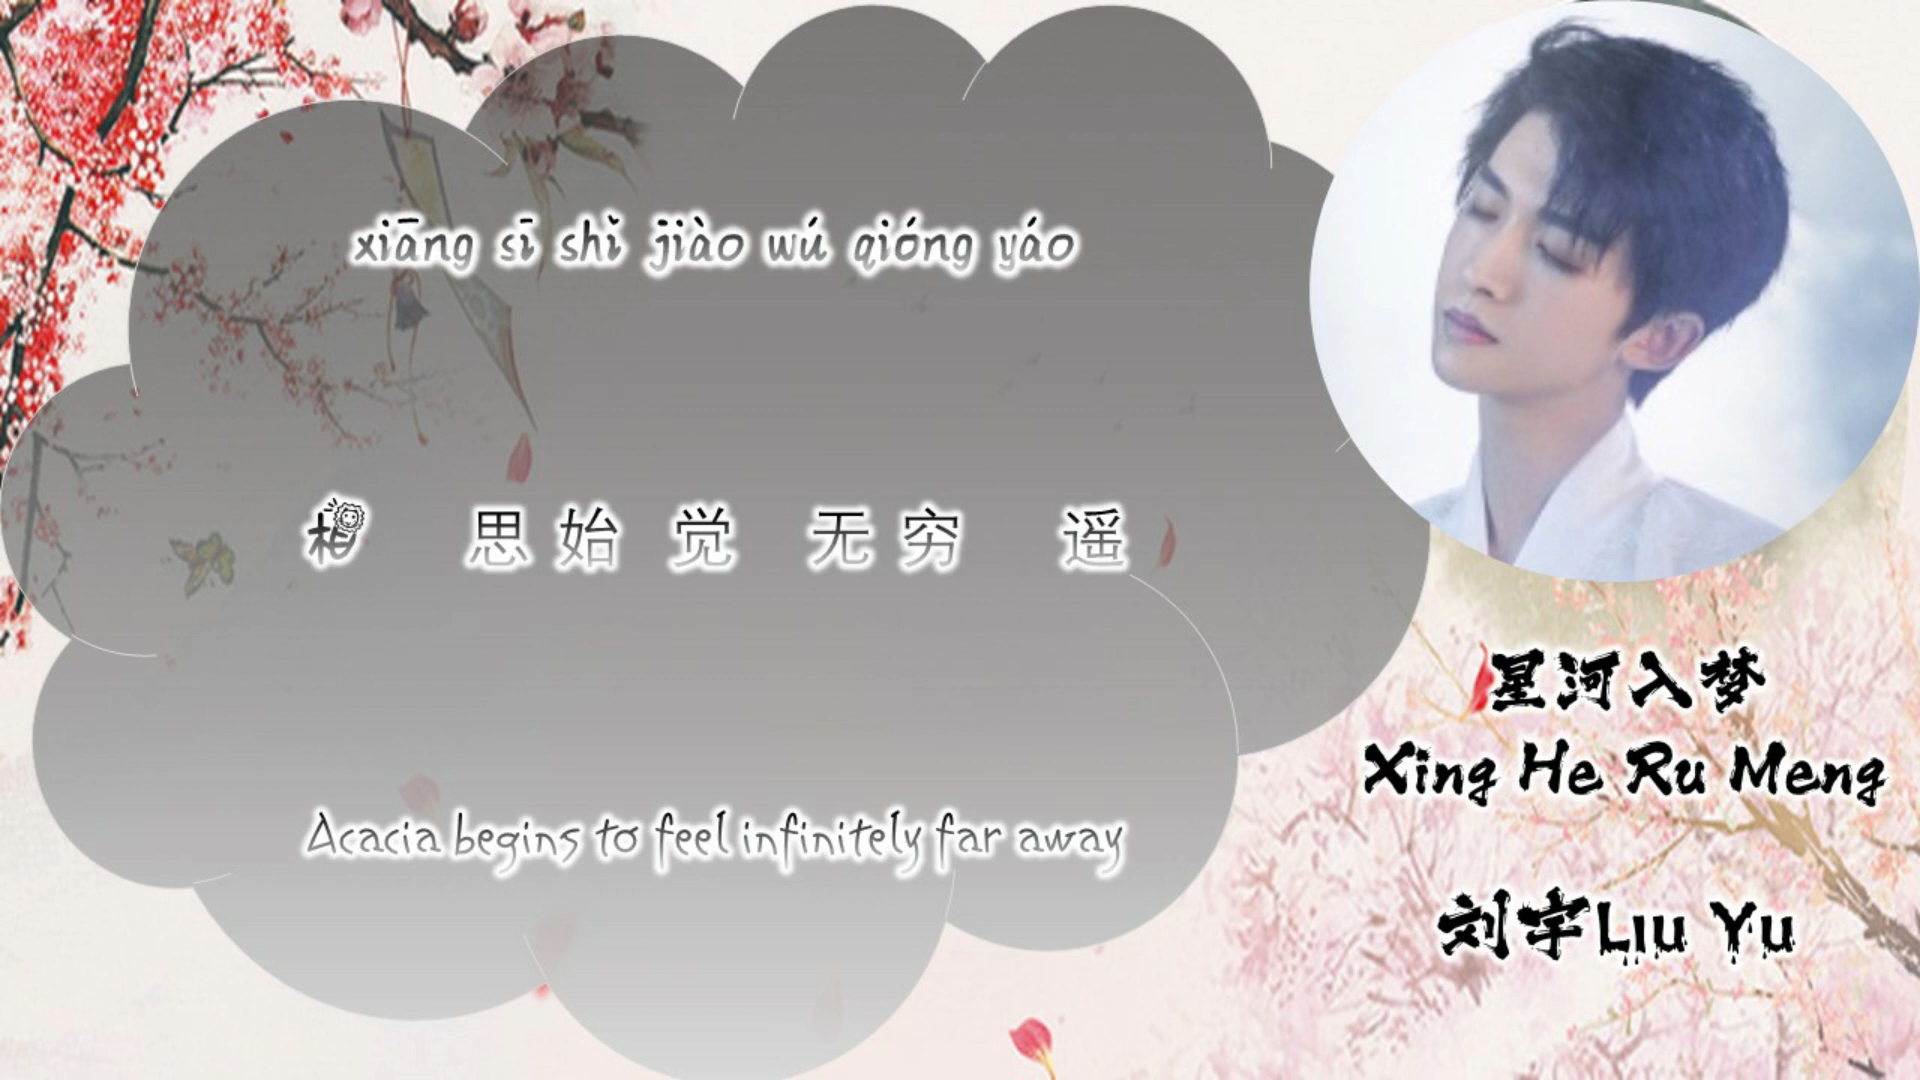 xiāng sī shǐ jiào wú qióng yáo
相 思 始 觉 无 穷 遥
Acacia begins to feel infinitely far away
星河入梦
Xing He Ru Meng
刘宇Liu Yu